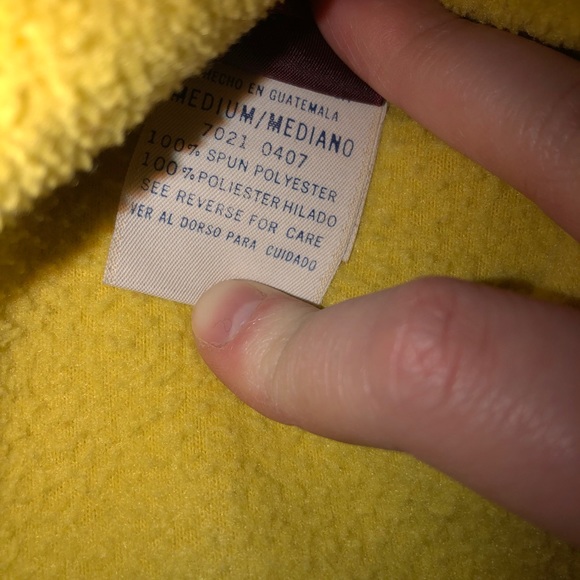 HECHO EN GUATEMALA
MEDIUM/MEDIANO
7021 0407
100% SPUN POLYESTER
100% POLIESTER HILADO
SEE REVERSE FOR CARE
VER AL DORSO PARA CUIDADO